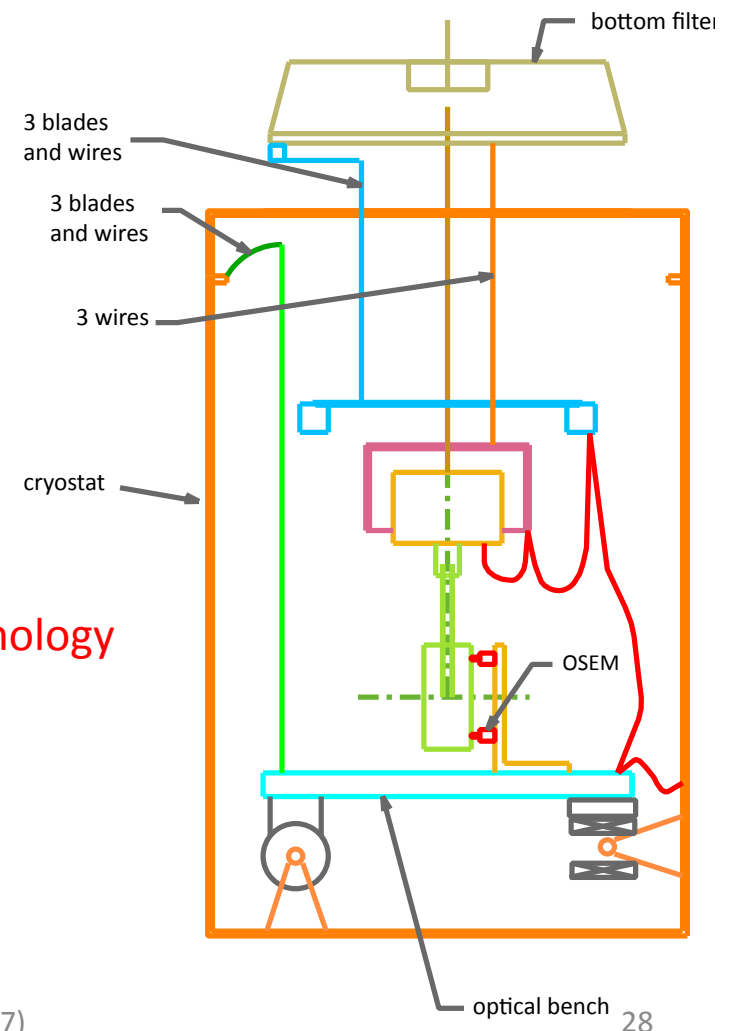 bottom filter
3 blades
and wires
3 blades
and wires
3 wires
cryostat
nology
OSEM
optical bench
7)
28